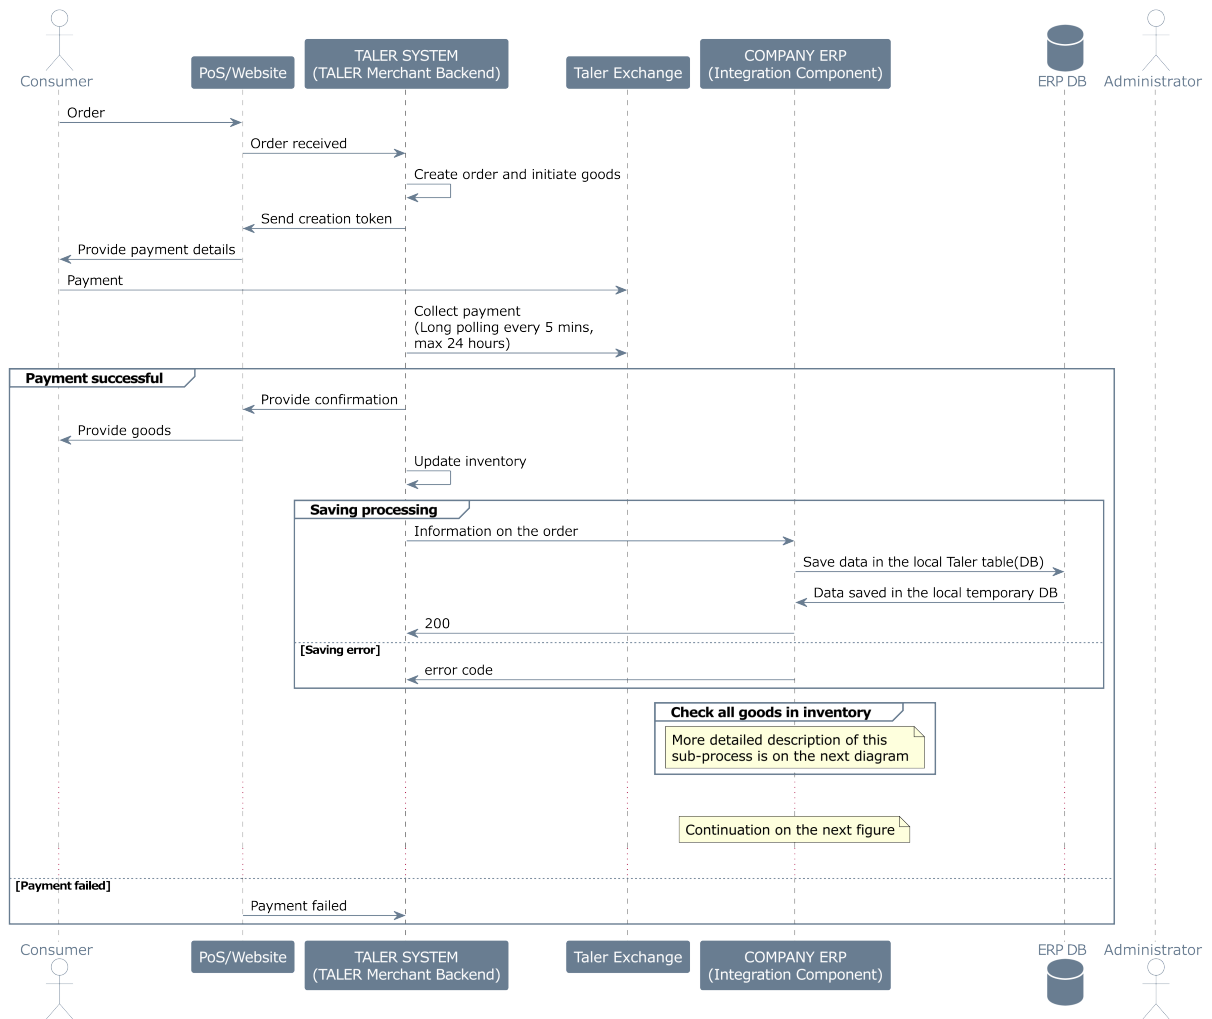 Consumer
PoS/Website
TALER SYSTEM
(TALER Merchant Backend)
Taler Exchange
COMPANY ERP
(Integration Component)
ERP DB
Administrator
Order
Order received
Create order and initiate goods
Send creation token
Provide payment details
Payment
Collect payment
(Long polling every 5 mins,
max 24 hours)
Payment successful
Provide confirmation
Provide goods
Update inventory
Saving processing
Information on the order
Save data in the local Taler table(DB)
Data saved in the local temporary DB
200
[Saving error]
error code
Check all goods in inventory
More detailed description of this
sub-process is on the next diagram
Continuation on the next figure
[Payment failed]
Payment failed
Consumer
PoS/Website
TALER SYSTEM
(TALER Merchant Backend)
Taler Exchange
COMPANY ERP
(Integration Component)
ERP DB
Administrator